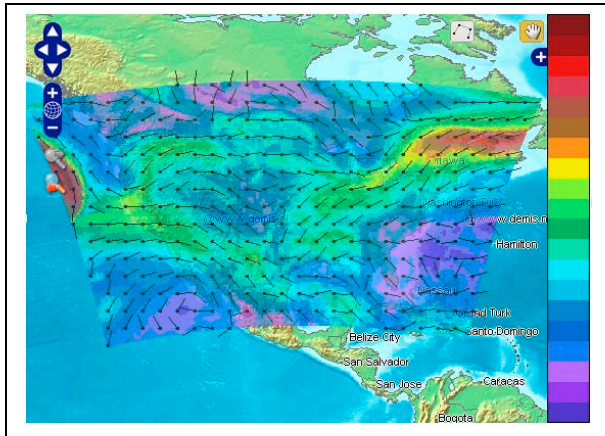 Ottawa
Washington D.C.
@www.demis.nl
@www.demis.n
Hamilton
Nassau
Grand Turk
Santo Domingo
Belize City
San Salvador
San Jose
Caracas
Bogota